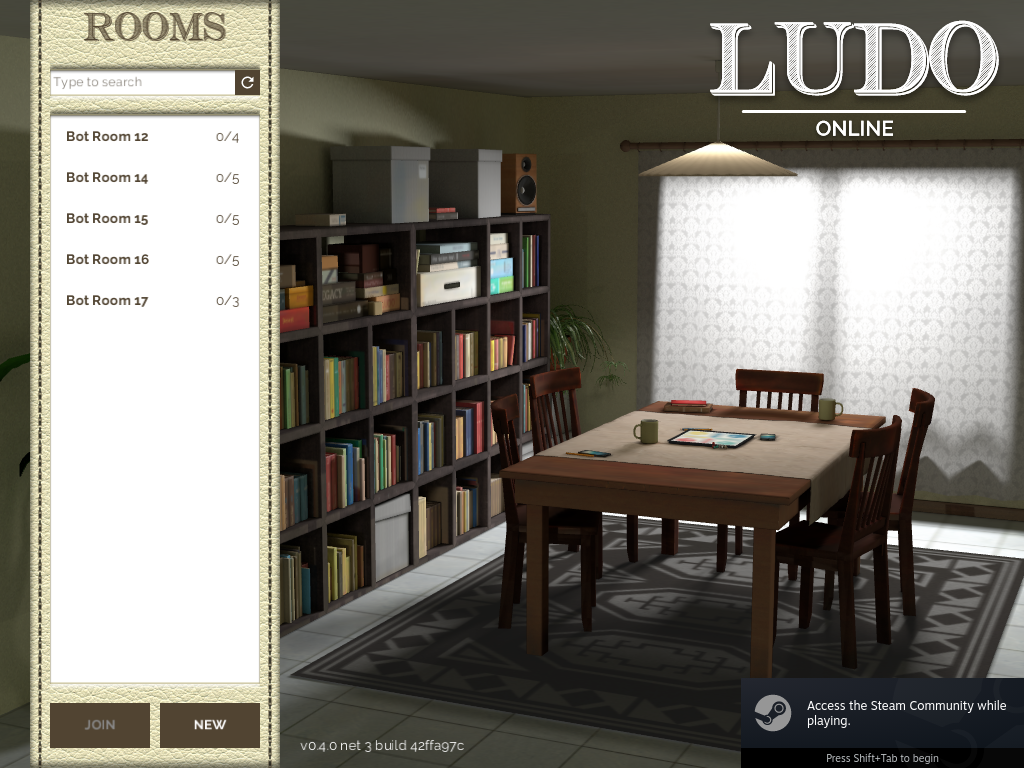 ROOMS
Type to search
Bot Room 12 0/4
Bot Room 14 0/5
Bot Room 15 0/5
Bot Room 16 0/5
Bot Room 17 0/3
JOIN NEW
LUDO
ONLINE
LEGACY
v0.4.0 net 3 build 42ffa97c
Access the Steam Community while
playing.
Press Shift+Tab to begin